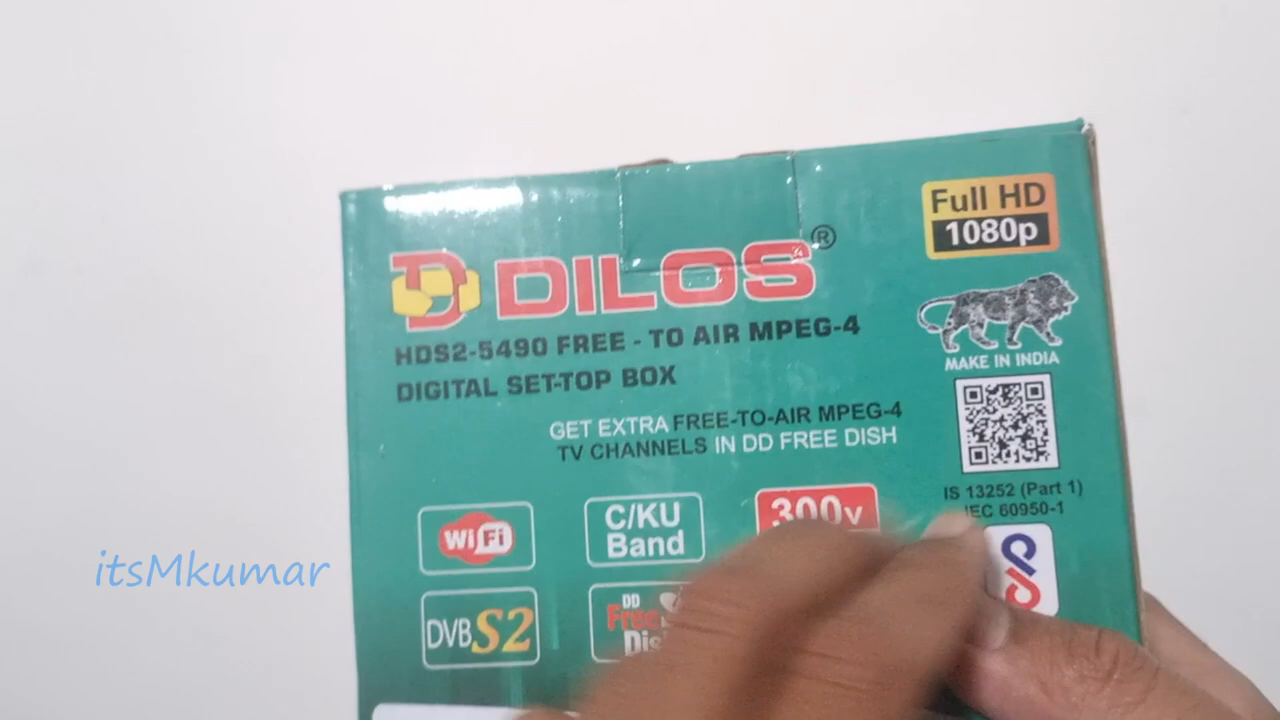 Full HD
1080p
DILOS®
HDS2-5490 FREE - TO AIR MPEG-4
DIGITAL SET-TOP BOX
MAKE IN INDIA
GET EXTRA FREE-TO-AIR MPEG-4
TV CHANNELS IN DD FREE DISH
IS 13252 (Part 1)
IEC 60950-1
WiFi
C/KU
Band
300v
DVB S2
DD
Free
itsMkumar